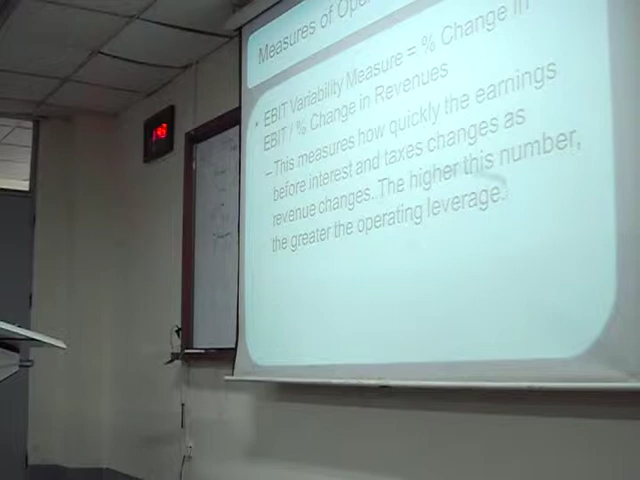 Measures of
• EBIT Variability Measure = % Change in
EBIT / % Change in Revenues
–This measures how quickly the earnings
before interest and taxes changes as
revenue changes. The higher this number,
the greater the operating leverage.